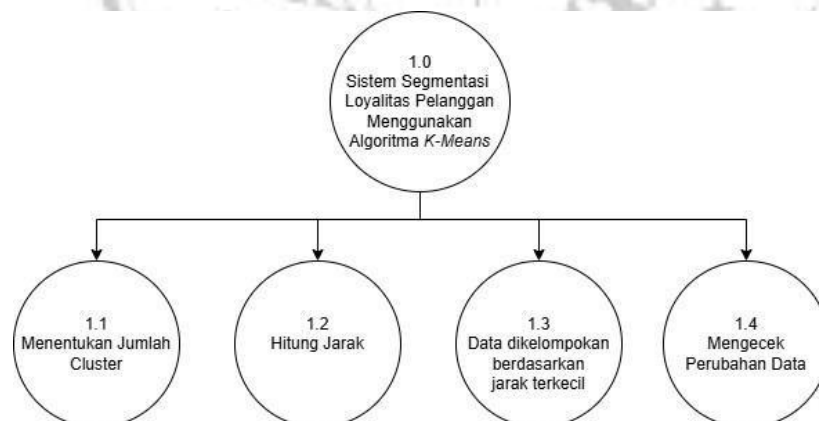 1.0
Sistem Segmentasi
Loyalitas Pelanggan
Menggunakan
Algoritma K-Means
1.1
Menentukan Jumlah
Cluster
1.2
Hitung Jarak
1.3
Data dikelompokan
berdasarkan
jarak terkecil
1.4
Mengecek
Perubahan Data